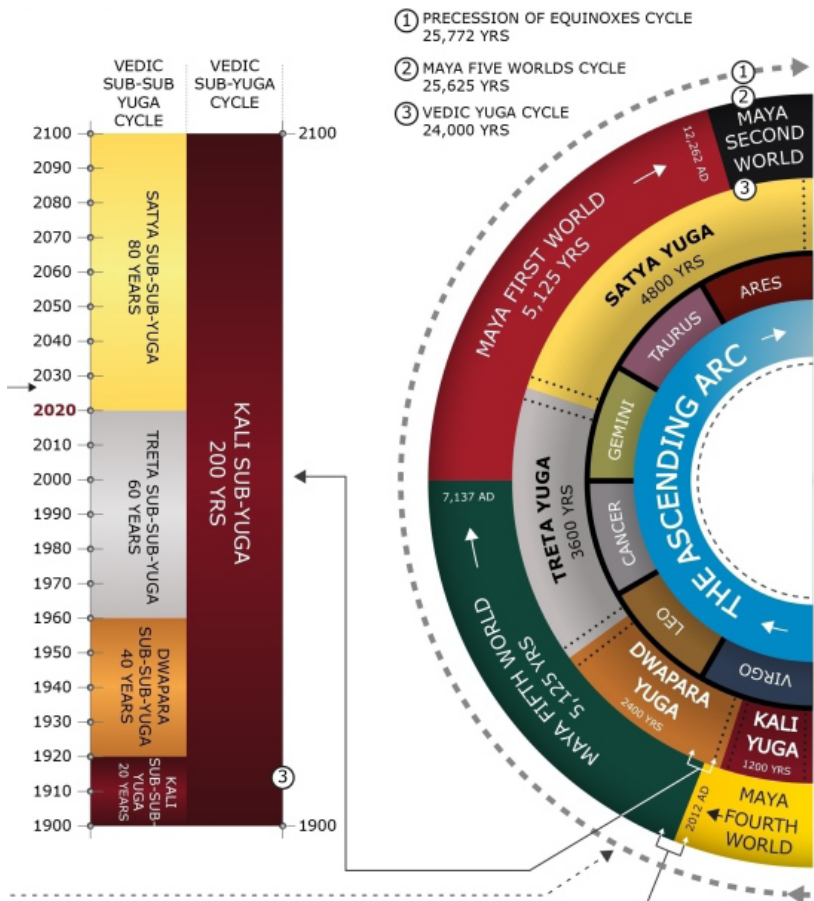 ① PRECESSION OF EQUINOXES CYCLE
25,772 YRS
② MAYA FIVE WORLDS CYCLE
25,625 YRS
③ VEDIC YUGA CYCLE
24,000 YRS
VEDIC
SUB-SUB
YUGA
CYCLE
VEDIC
SUB-YUGA
CYCLE
2100
2090
2080
2070
2060
2050
2040
2030
2020
2010
2000
1990
1980
1970
1960
1950
1940
1930
1920
1910
1900
SATYA SUB-SUB-YUGA
80 YEARS
TRETA SUB-SUB-YUGA
60 YEARS
DWAPARA
SUB-SUB-YUGA
40 YEARS
KALI
SUB-SUB-
YUGA
20 YEARS
KALI SUB-YUGA
200 YRS
2100
③
1900
①
②
③
MAYA
SECOND
WORLD
12,262 AD
MAYA FIRST WORLD
5,125 YRS
7,137 AD
MAYA FIFTH WORLD
5,125 YRS
2012 AD
MAYA
FOURTH
WORLD
SATYA YUGA
4800 YRS
TRETA YUGA
3600 YRS
DWAPARA
YUGA
2400 YRS
KALI
YUGA
1200 YRS
ARES
TAURUS
GEMINI
CANCER
LEO
VIRGO
THE ASCENDING ARC